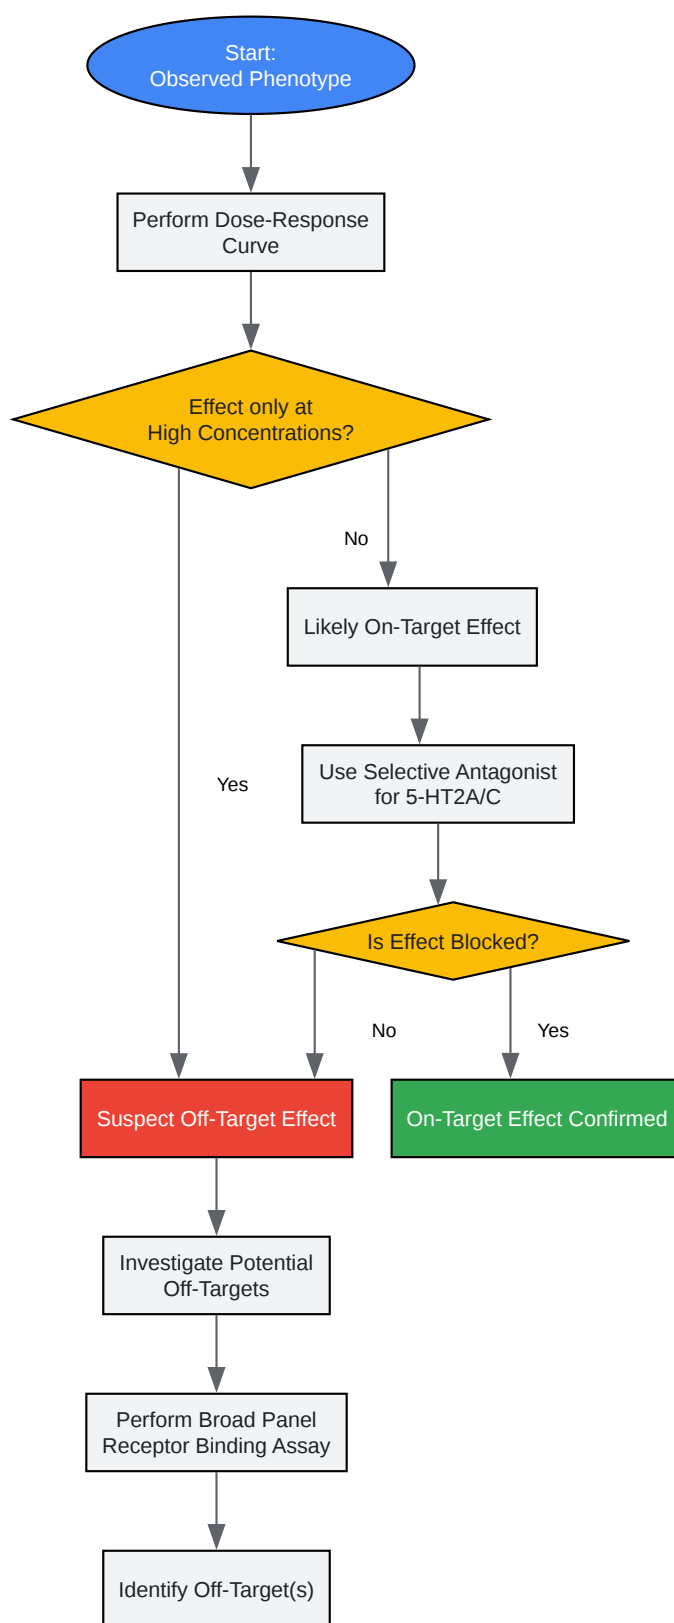 Start:
Observed Phenotype
Perform Dose-Response
Curve
Effect only at
High Concentrations?
No
Likely On-Target Effect
Use Selective Antagonist
for 5-HT2A/C
Yes
Is Effect Blocked?
No
Yes
Suspect Off-Target Effect
On-Target Effect Confirmed
Investigate Potential
Off-Targets
Perform Broad Panel
Receptor Binding Assay
Identify Off-Target(s)